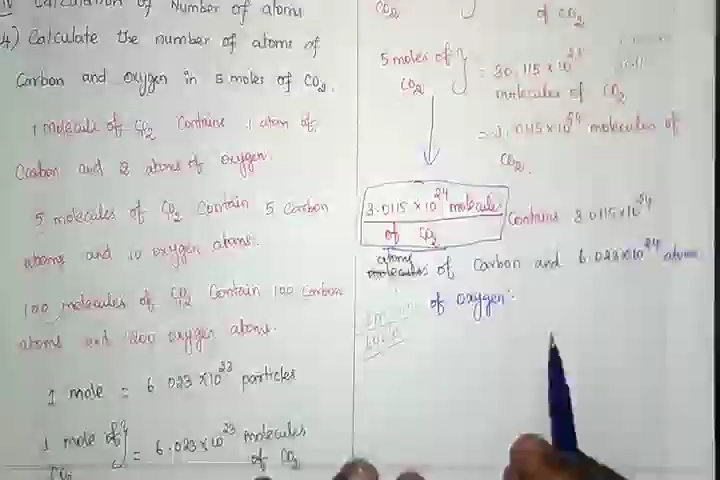 Calculation of Number of atoms
4.) Calculate the number of atoms of
Carbon and oxygen in 5 moles of CO2.
1 molecule of CO2 Contains 1 atom of
Carbon and 2 atoms of oxygen.
5 molecules of CO2 Contain 5 Carbon
atoms and 10 oxygen atoms.
100 molecules of CO2 Contain 100 Carbon
atoms and 200 oxygen atoms.
1 mole = 6.023×10^23 particles
1 mole of } = 6.023×10^23 molecules
CO2 of CO2
CO2 } of CO2
5 moles of } = 30.115×10^23
CO2 molecules of CO2
= 3.0115×10^24 molecules of
CO2.
3.0115×10^24 molecules Contains 3.0115×10^24
of CO2
atoms
molecules of Carbon and 6.023×10^24 atoms
of oxygen.